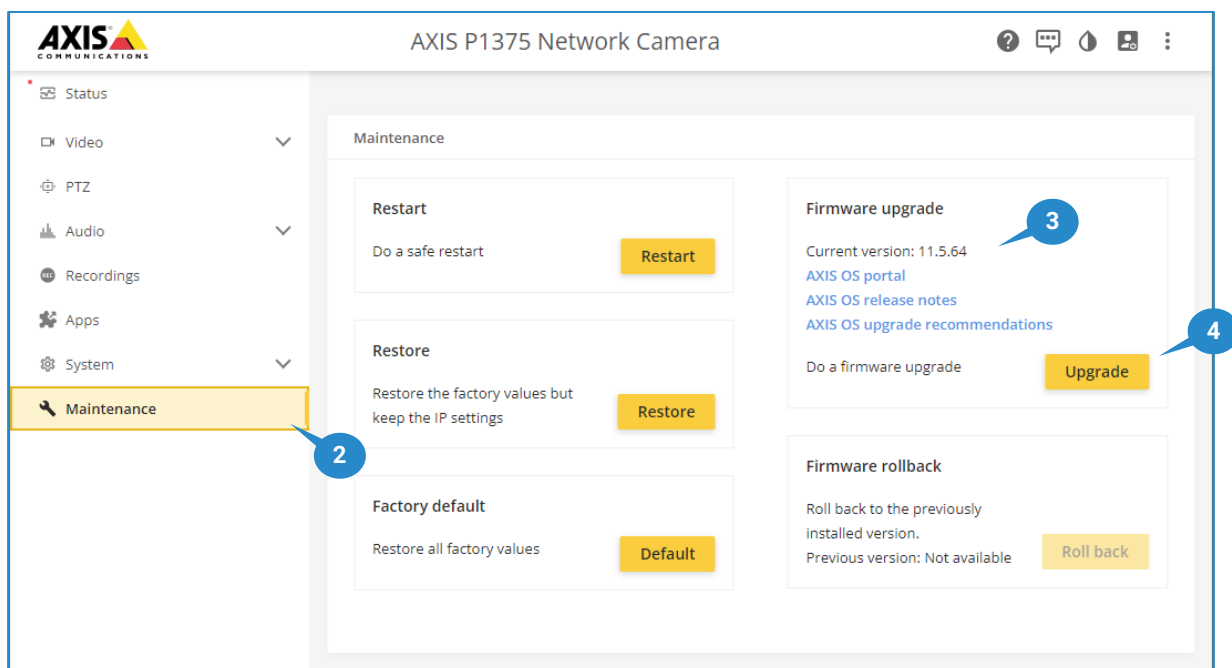 AXIS
COMMUNICATIONS
AXIS P1375 Network Camera
Status
Video
PTZ
Audio
REC
Recordings
Apps
System
Maintenance
2
Maintenance
Restart
Do a safe restart
Restart
Restore
Restore the factory values but
keep the IP settings
Restore
Factory default
Restore all factory values
Default
Firmware upgrade
3
Current version: 11.5.64
AXIS OS portal
AXIS OS release notes
AXIS OS upgrade recommendations
4
Do a firmware upgrade
Upgrade
Firmware rollback
Roll back to the previously
installed version.
Previous version: Not available
Roll back